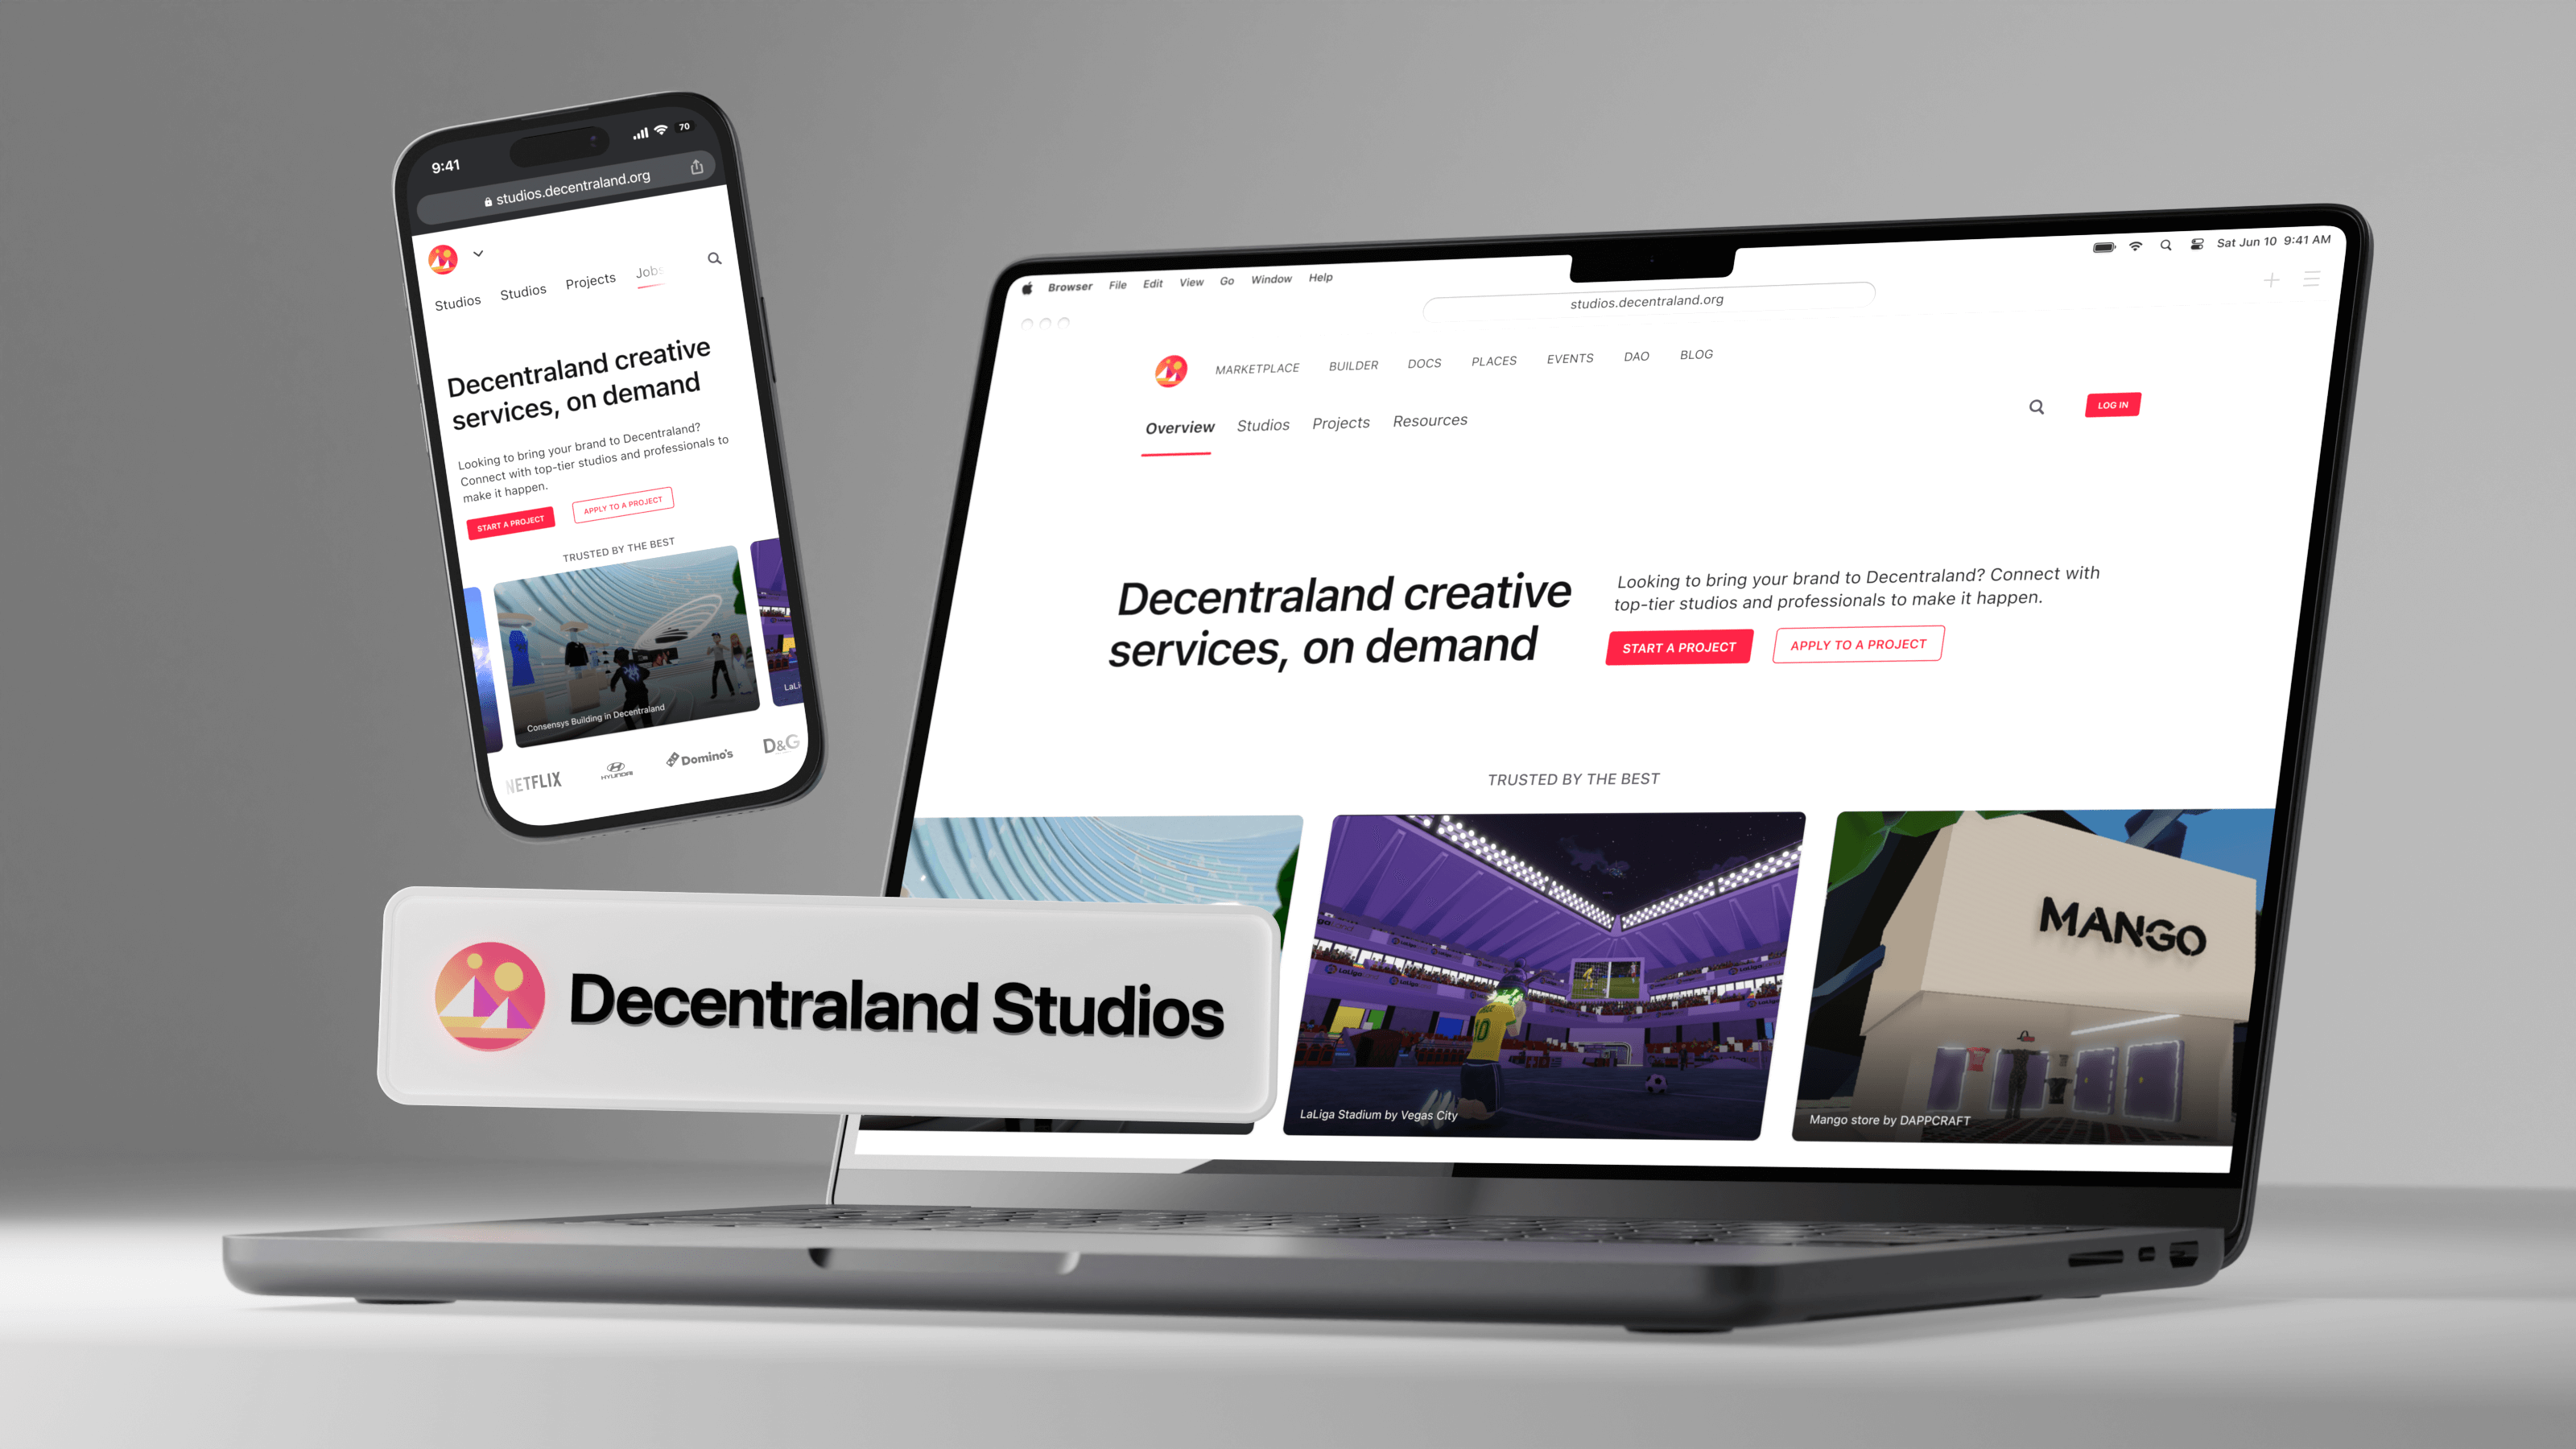 9:41
70
studios.decentraland.org
Studios
Studios
Projects
Jobs
Decentraland creative
services, on demand
Looking to bring your brand to Decentraland?
Connect with top-tier studios and professionals to
make it happen.
START A PROJECT
APPLY TO A PROJECT
TRUSTED BY THE BEST
LaLi
Consensys Building in Decentraland
NETFLIX
HYUNDAI
Domino's
D&G
Browser File Edit View Go Window Help
Sat Jun 10 9:41 AM
studios.decentraland.org
MARKETPLACE BUILDER DOCS PLACES EVENTS DAO BLOG
Overview Studios Projects Resources
LOG IN
Decentraland creative
services, on demand
Looking to bring your brand to Decentraland? Connect with
top-tier studios and professionals to make it happen.
START A PROJECT
APPLY TO A PROJECT
TRUSTED BY THE BEST
LaLiga
LaLiga
LaLiga
10
LaLiga Stadium by Vegas City
MANGO
Mango store by DAPPCRAFT
Decentraland Studios